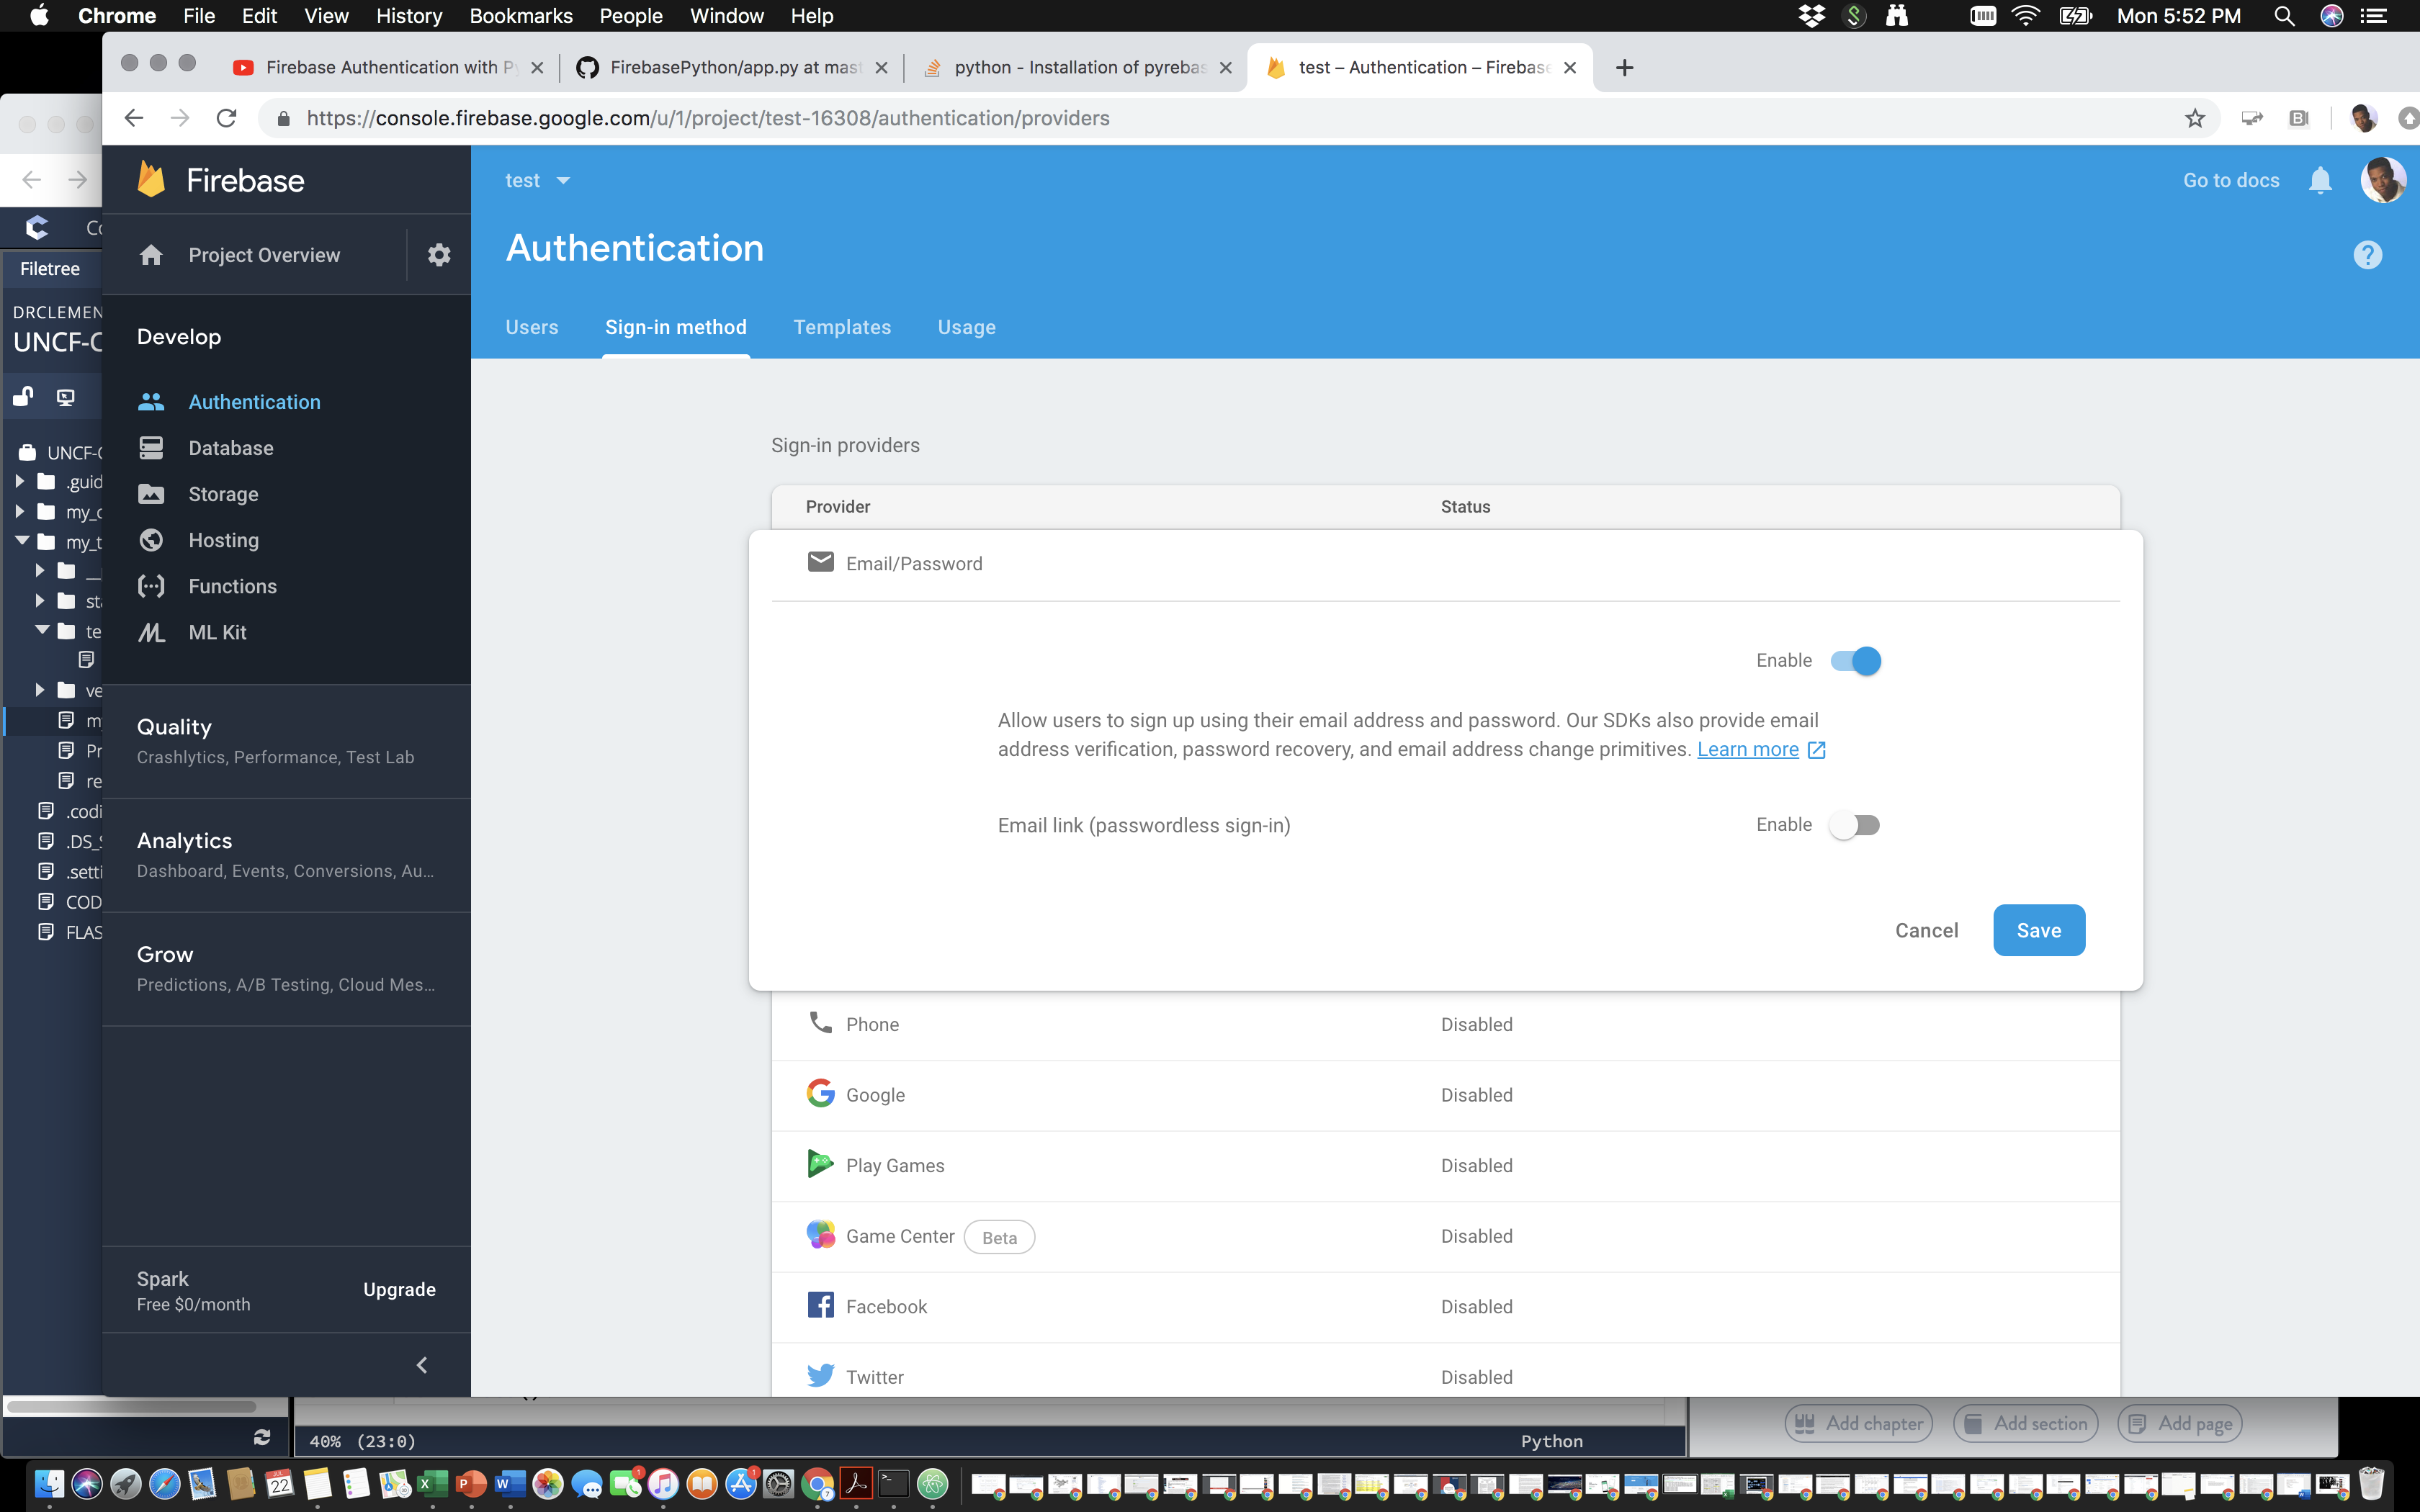 Chrome File Edit View History Bookmarks People Window Help Mon 5:52 PM
Firebase Authentication with Py
FirebasePython/app.py at mast
python - Installation of pyrebas
test – Authentication – Firebase
https://console.firebase.google.com/u/1/project/test-16308/authentication/providers
Firebase
test
Go to docs
Project Overview
Authentication
Filetree
DRCLEMEN
UNCF-C
Users Sign-in method Templates Usage
Develop
Authentication
Database
Storage
Hosting
Functions
ML Kit
Quality
Crashlytics, Performance, Test Lab
Analytics
Dashboard, Events, Conversions, Au...
Grow
Predictions, A/B Testing, Cloud Mes...
Spark
Free $0/month
Upgrade
UNCF-C
.guid
my_c
my_t
sta
te
ve
my
Pr
re
.codi
.DS_S
.setti
COD
FLAS
Sign-in providers
Provider Status
Email/Password
Enable
Allow users to sign up using their email address and password. Our SDKs also provide email
address verification, password recovery, and email address change primitives. Learn more
Email link (passwordless sign-in) Enable
Cancel Save
Phone Disabled
Google Disabled
Play Games Disabled
Game Center Beta Disabled
Facebook Disabled
Twitter Disabled
40% (23:0) Python
Add chapter Add section Add page